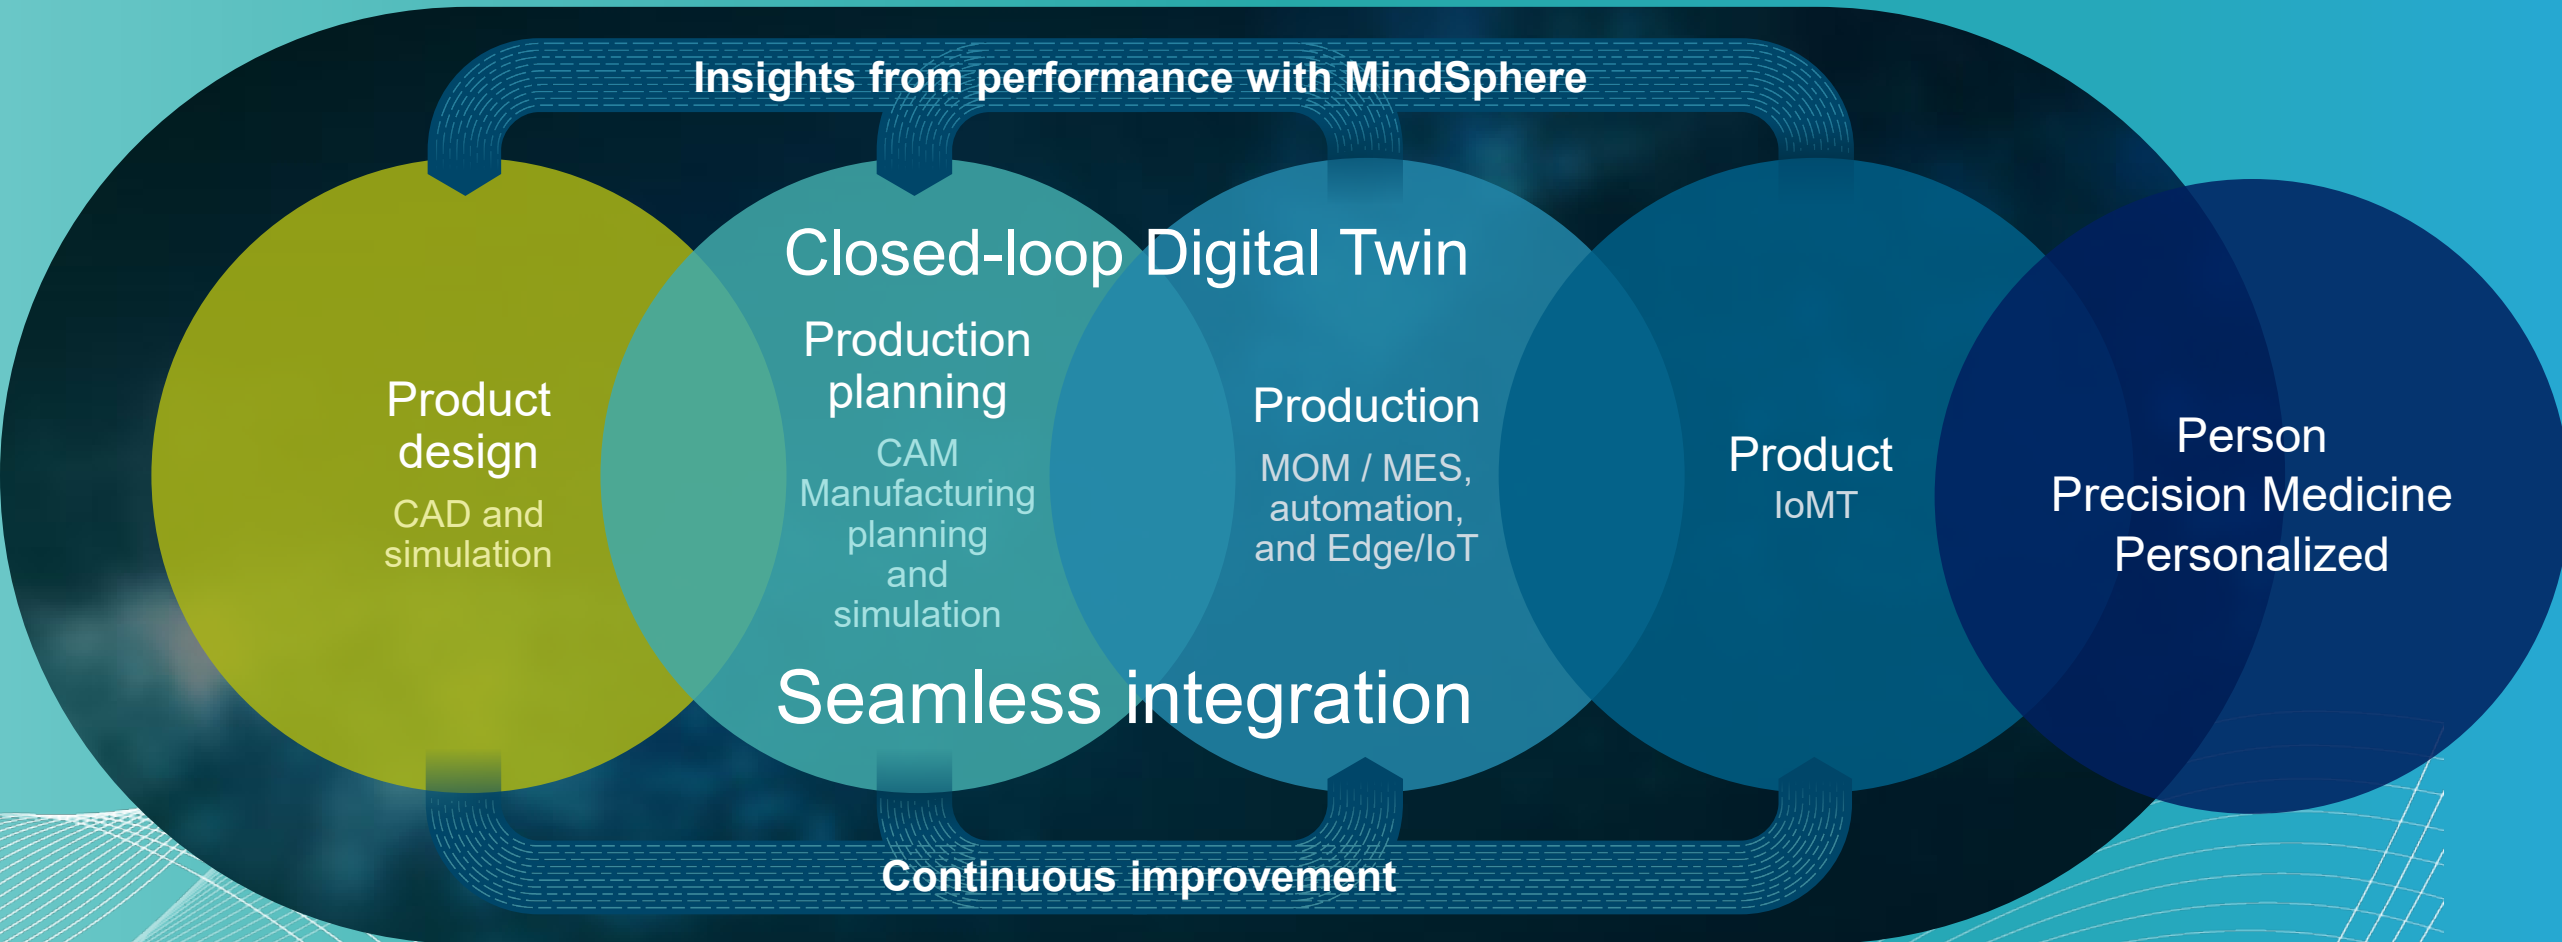 Insights from performance with MindSphere
Closed-loop Digital Twin
Product
design
CAD and
simulation
Production
planning
CAM
Manufacturing
planning
and
simulation
Production
MOM / MES,
automation,
and Edge/IoT
Product
IoMT
Person
Precision Medicine
Personalized
Seamless integration
Continuous improvement